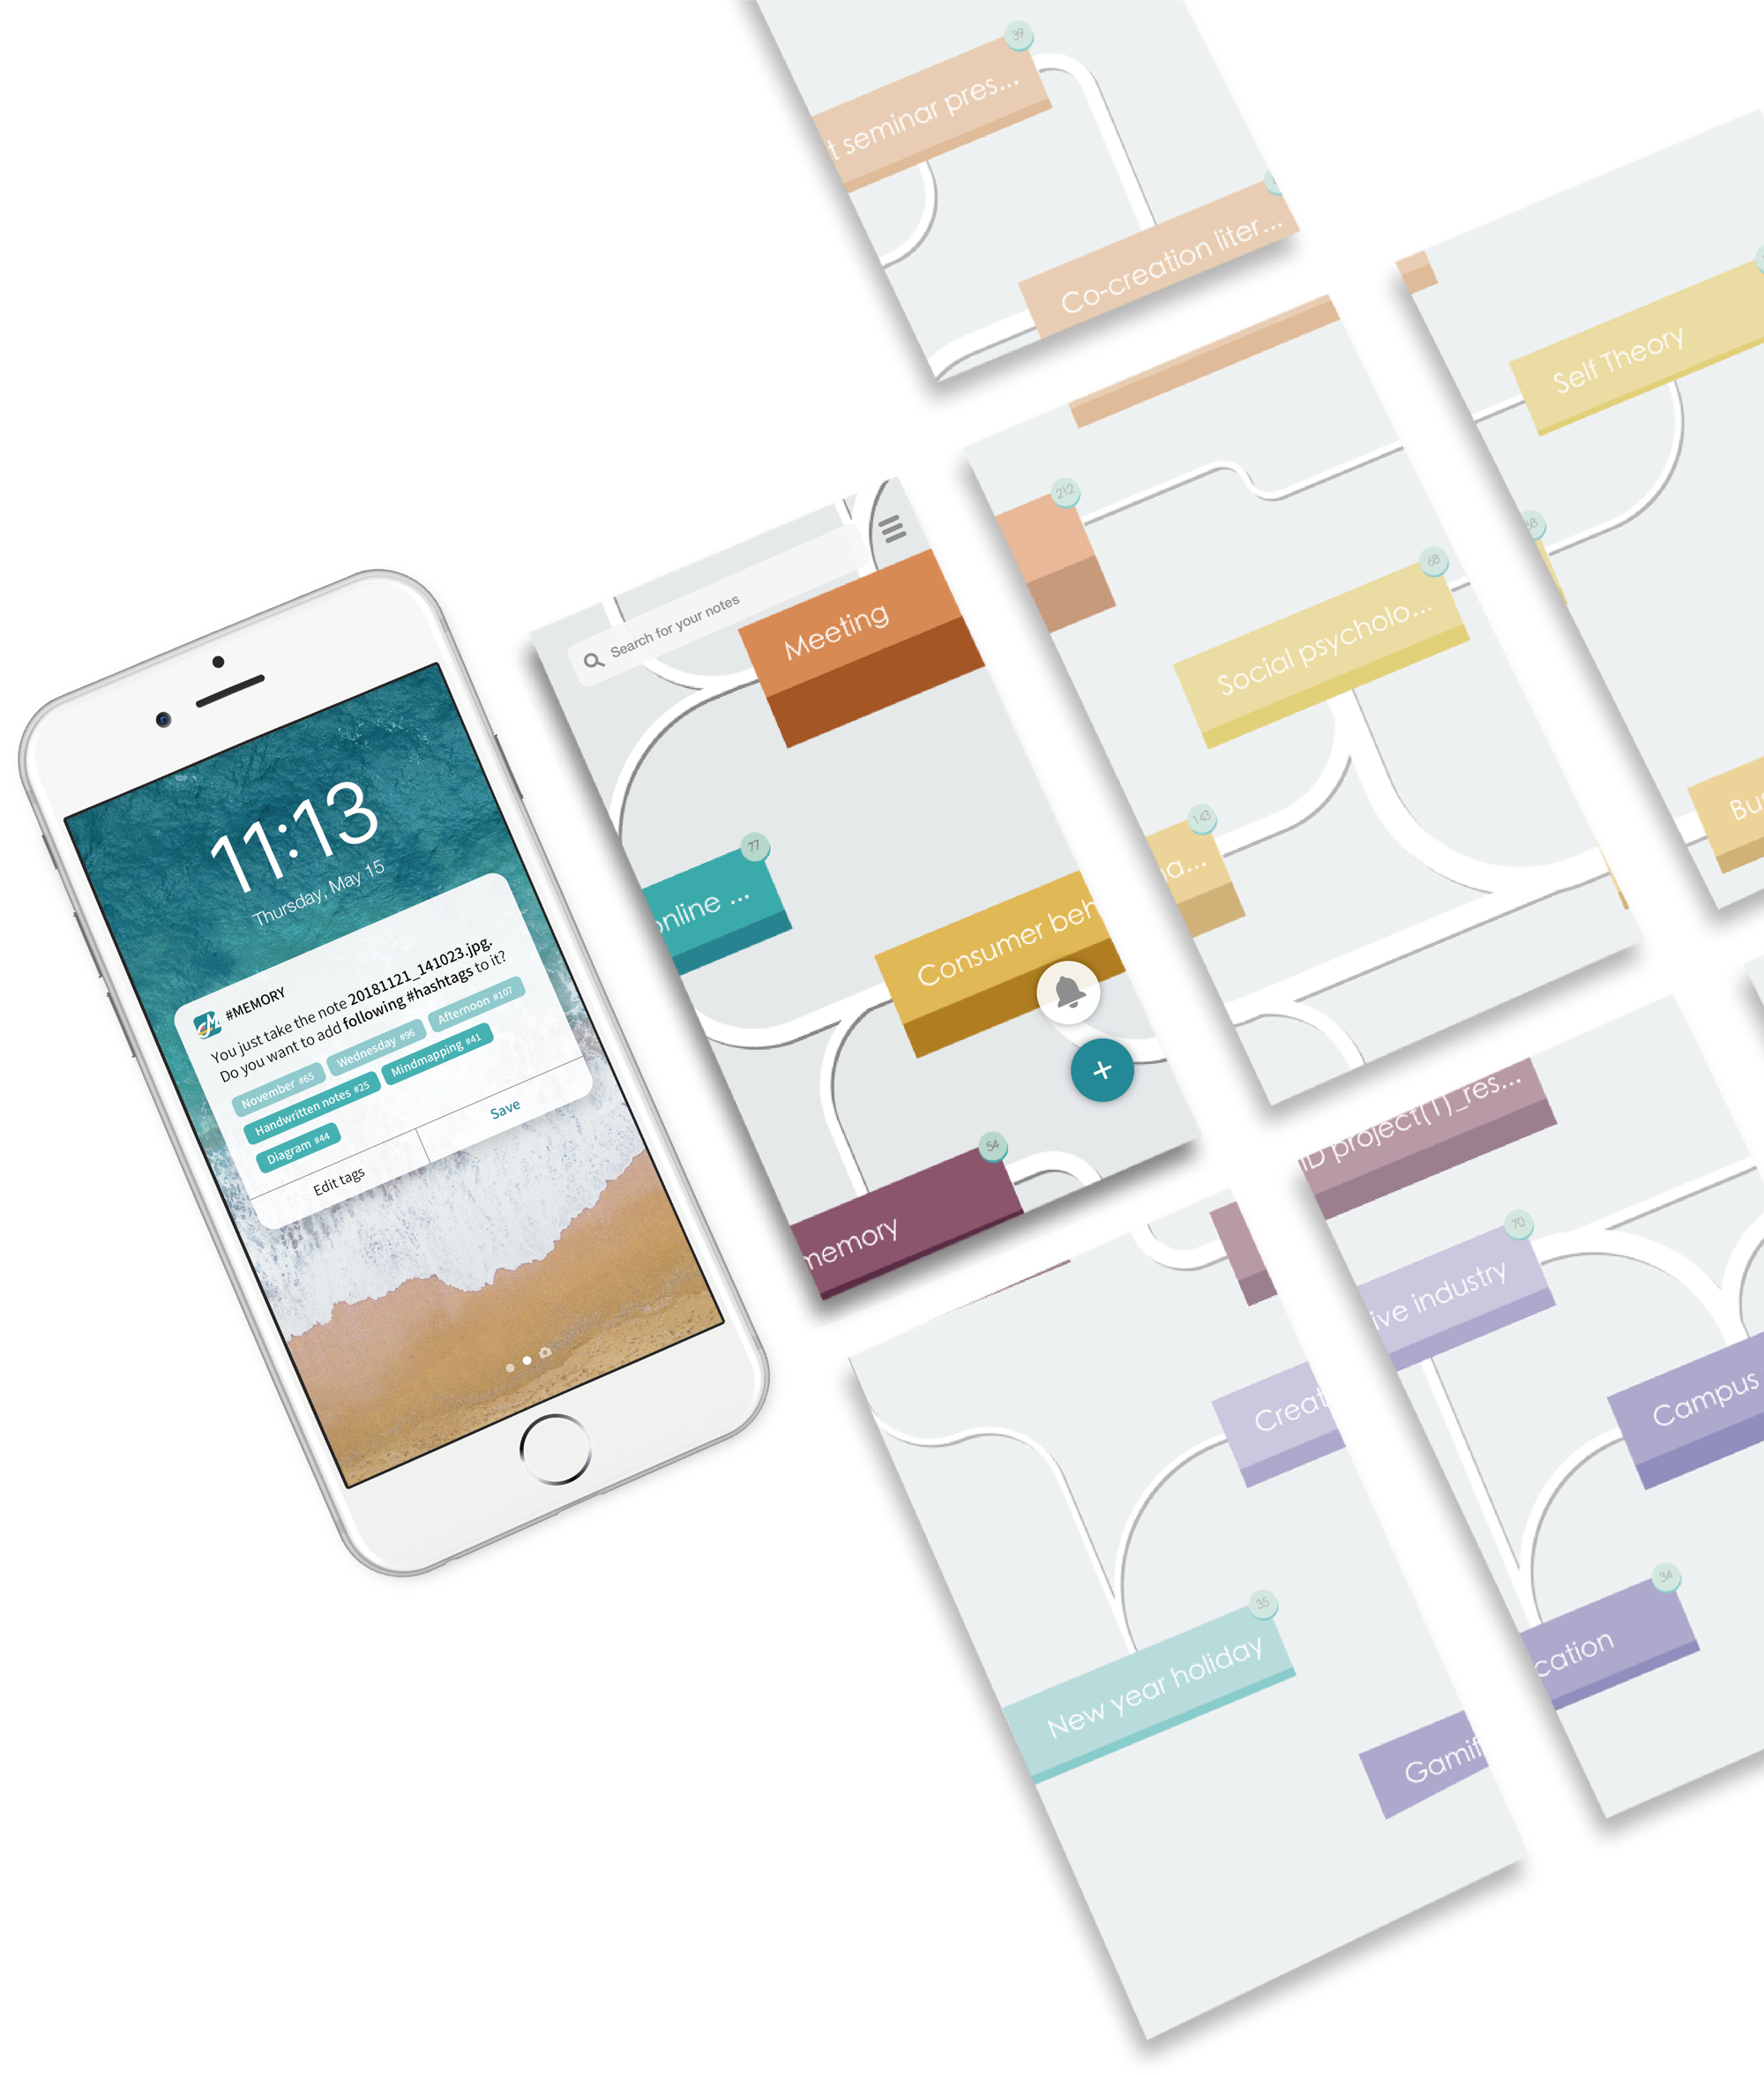 11:13
Thursday, May 15
#MEMORY
You just take the note 20181121_141023.jpg.
Do you want to add following #hashtags to it?
November #65
Wednesday #96
Afternoon #107
Handwritten notes #25
Mindmapping #41
Diagram #44
Edit tags
Save
Search for your notes
Meeting
77
online ...
Consumer beh
+
54
memory
39
t seminar pres...
Co-creation liter...
212
68
Social psycholo...
143
a...
Self Theory
68
Bus
Creat
35
New year holiday
Gamif
ID project(1)_res...
70
ive industry
Campus
34
cation